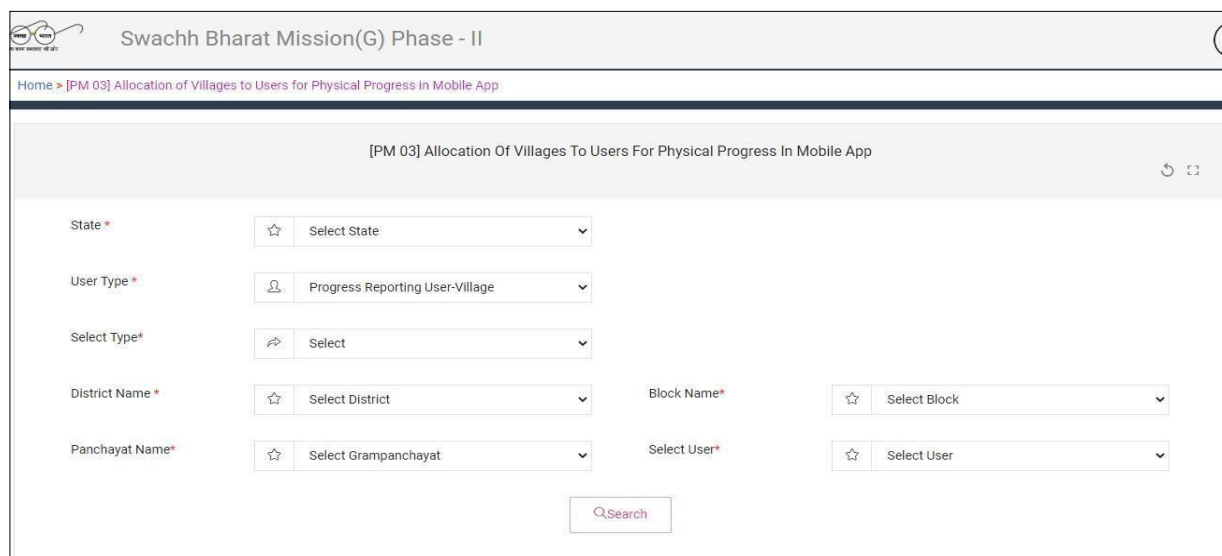 स्वच्छ भारत
Swachh Bharat Mission(G) Phase - II
Home > [PM 03] Allocation of Villages to Users for Physical Progress in Mobile App
[PM 03] Allocation Of Villages To Users For Physical Progress In Mobile App
State * Select State
User Type * Progress Reporting User-Village
Select Type* Select
District Name * Select District Block Name* Select Block
Panchayat Name* Select Grampanchayat Select User* Select User
Search